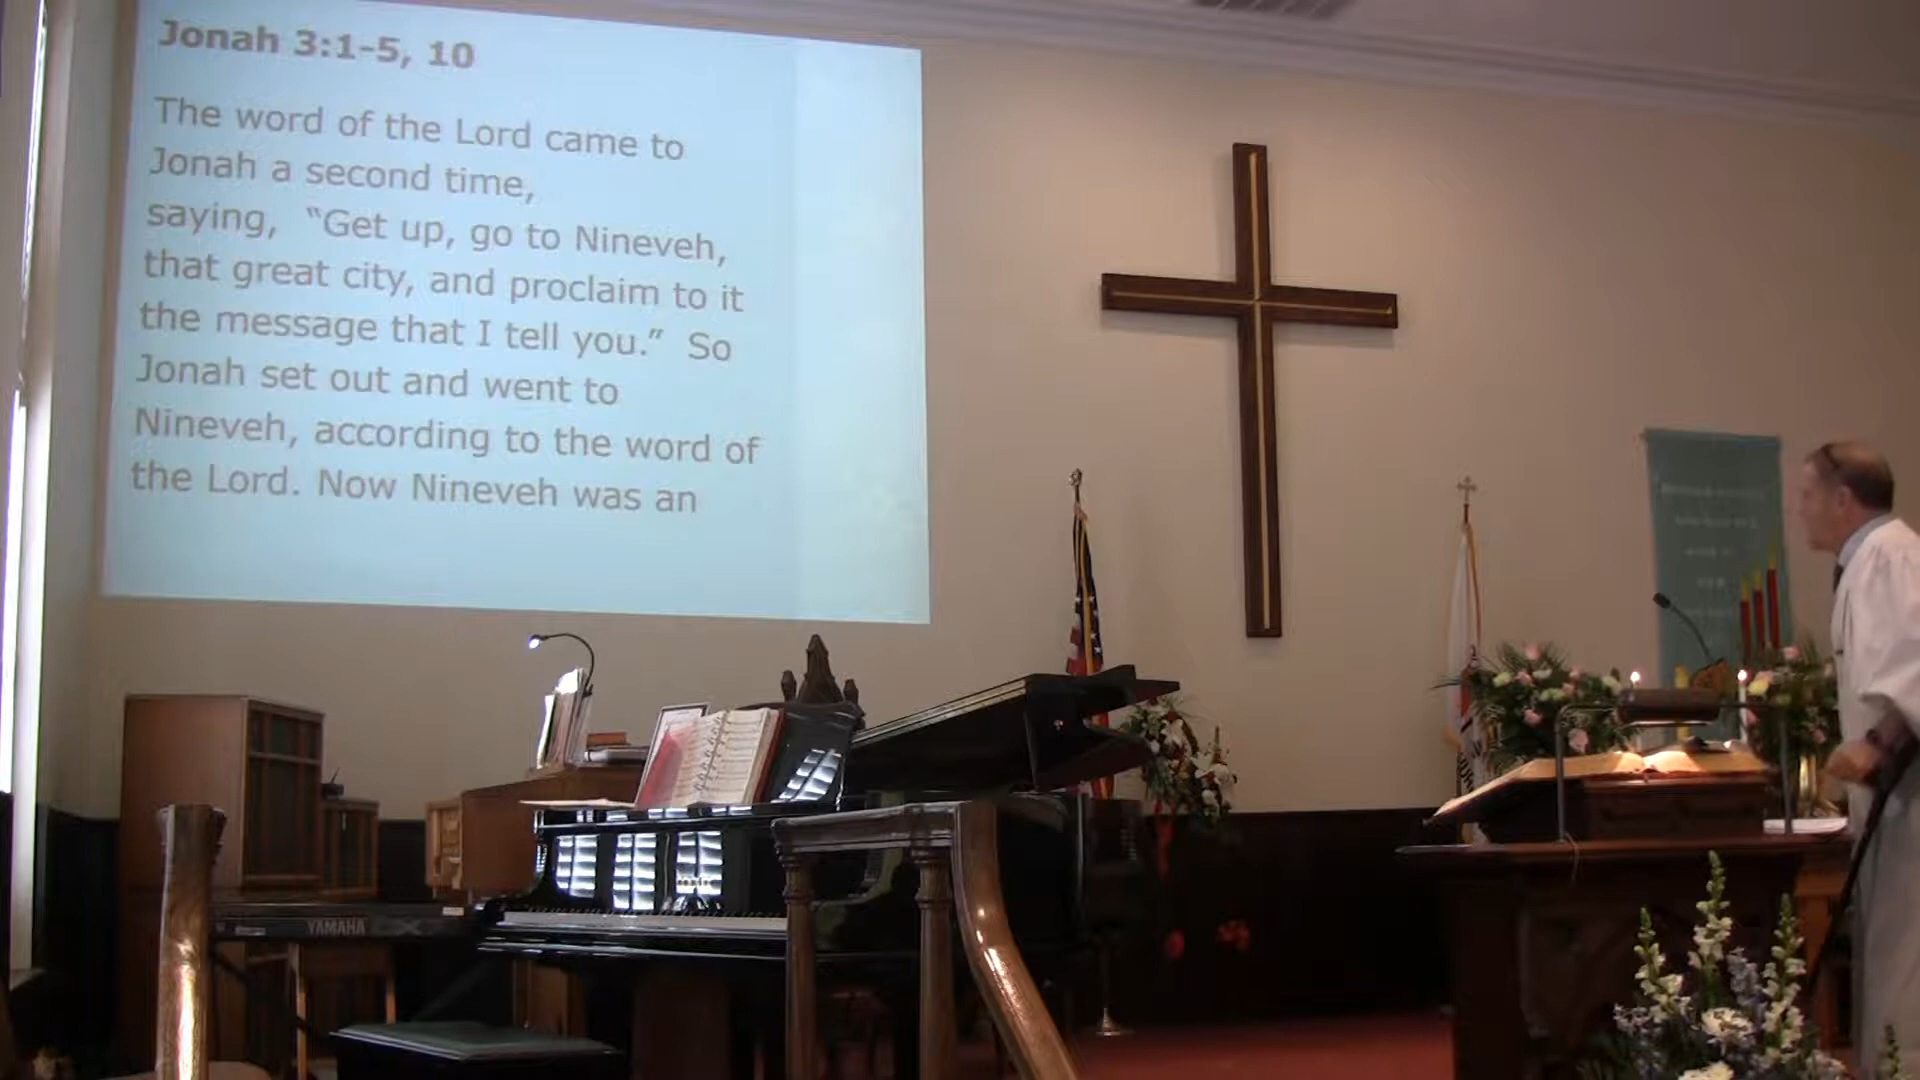 Jonah 3:1-5, 10
The word of the Lord came to
Jonah a second time,
saying, “Get up, go to Nineveh,
that great city, and proclaim to it
the message that I tell you.” So
Jonah set out and went to
Nineveh, according to the word of
the Lord. Now Nineveh was an
YAMAHA